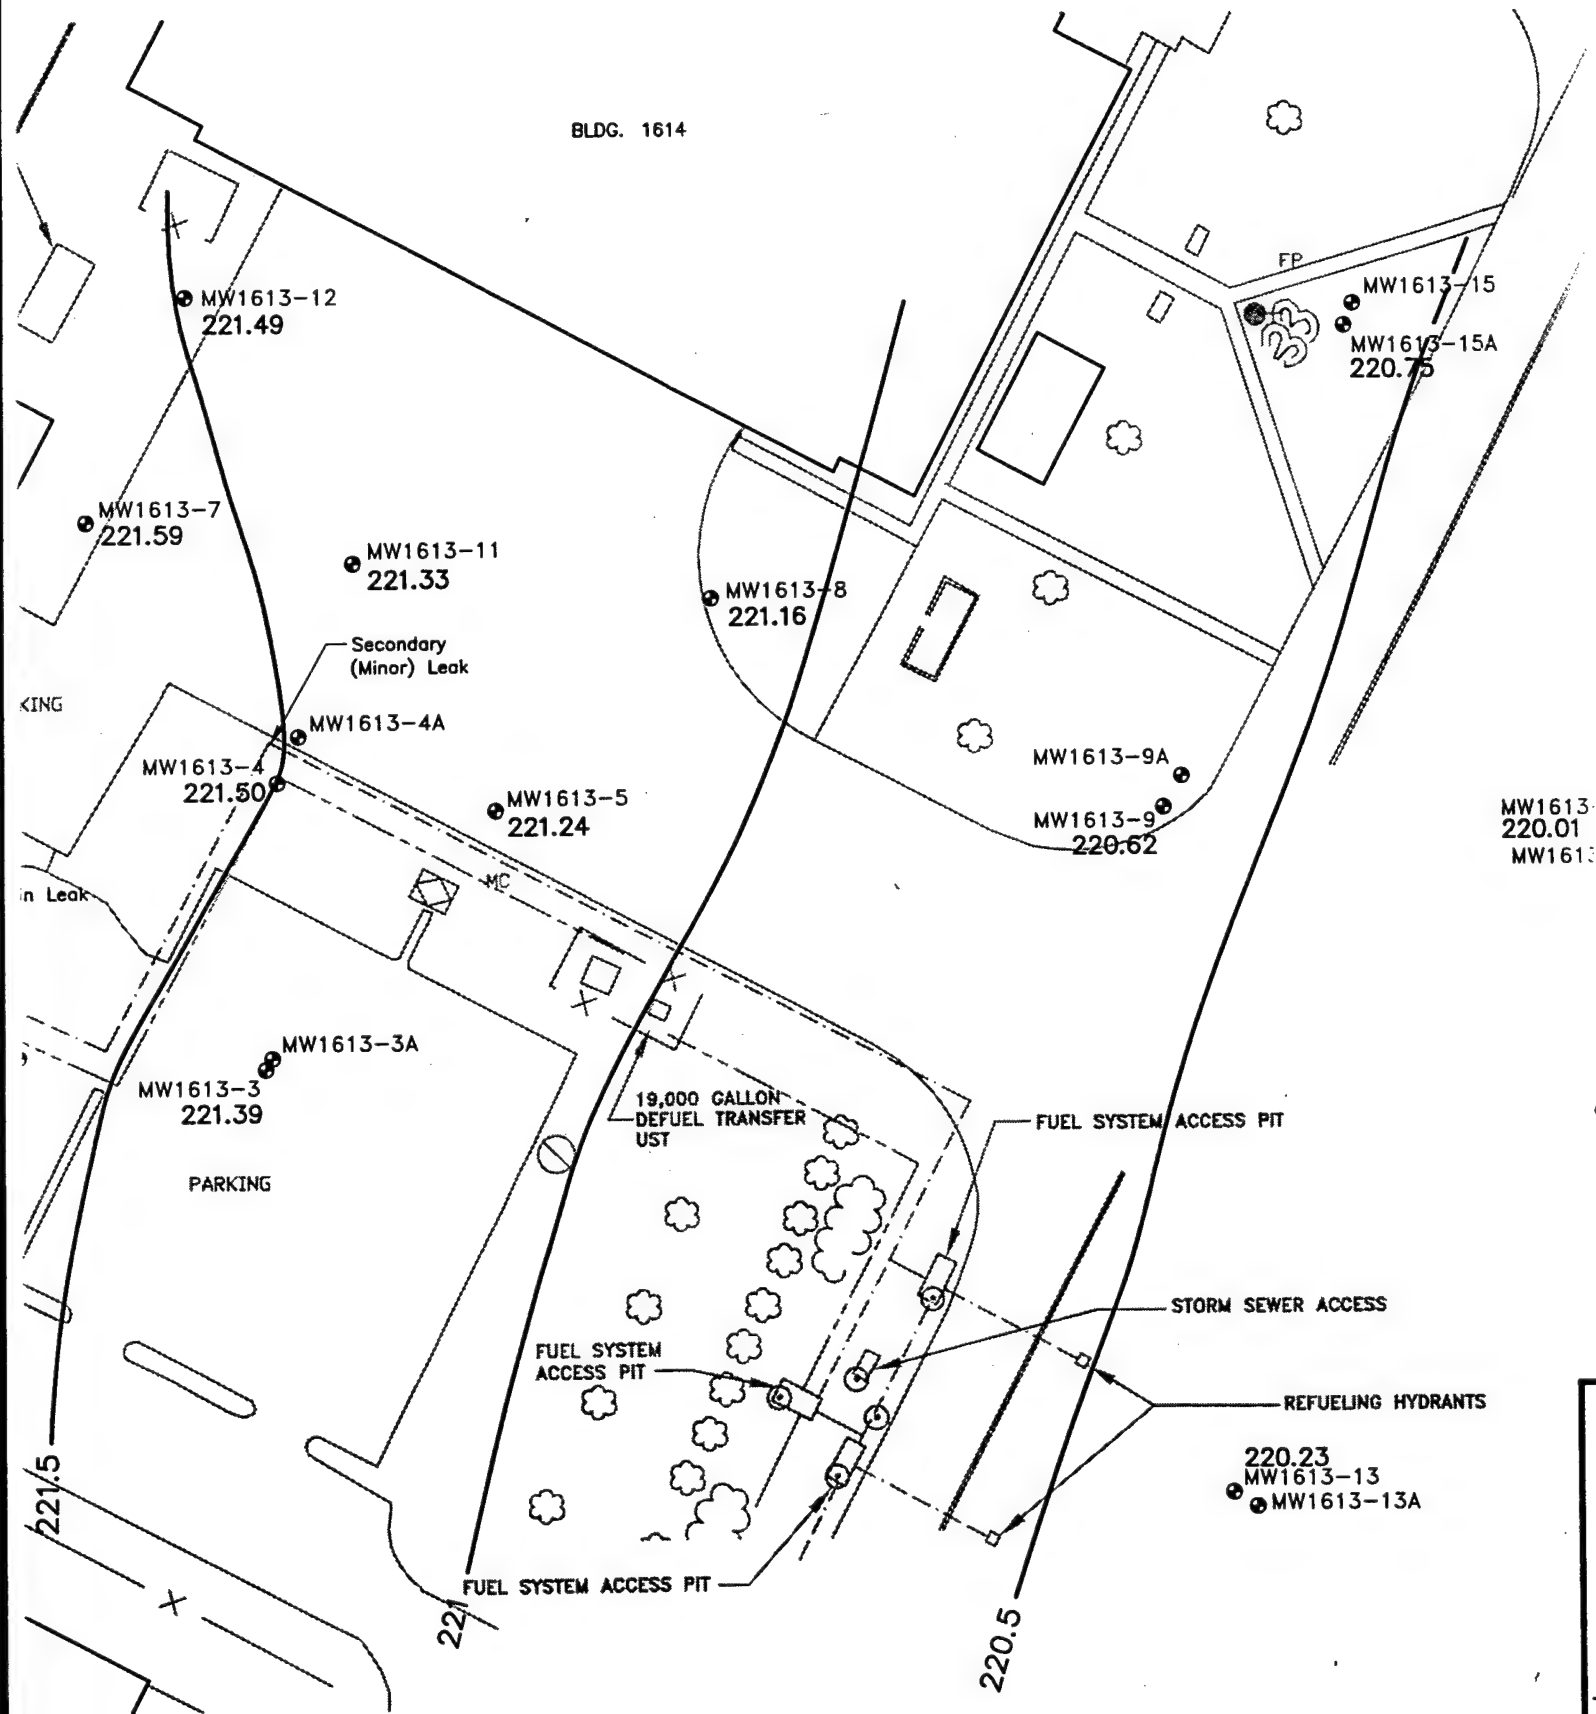 BLDG. 1614
FP
MW1613-15
MW1613-12
221.49
33
MW1613-15A
220.75
MW1613-7
221.59
MW1613-11
221.33
MW1613-8
221.16
Secondary
(Minor) Leak
KING
MW1613-4A
MW1613-9A
MW1613-4
221.50
MW1613-5
221.24
MW1613-9
220.62
MW1613-
220.01
MW161
MC
n Leak
MW1613-3A
MW1613-3
221.39
19,000 GALLON
DEFUEL TRANSFER
UST
FUEL SYSTEM ACCESS PIT
PARKING
STORM SEWER ACCESS
FUEL SYSTEM
ACCESS PIT
REFUELING HYDRANTS
220.23
MW1613-13
MW1613-13A
221.5
FUEL SYSTEM ACCESS PIT
221
220.5